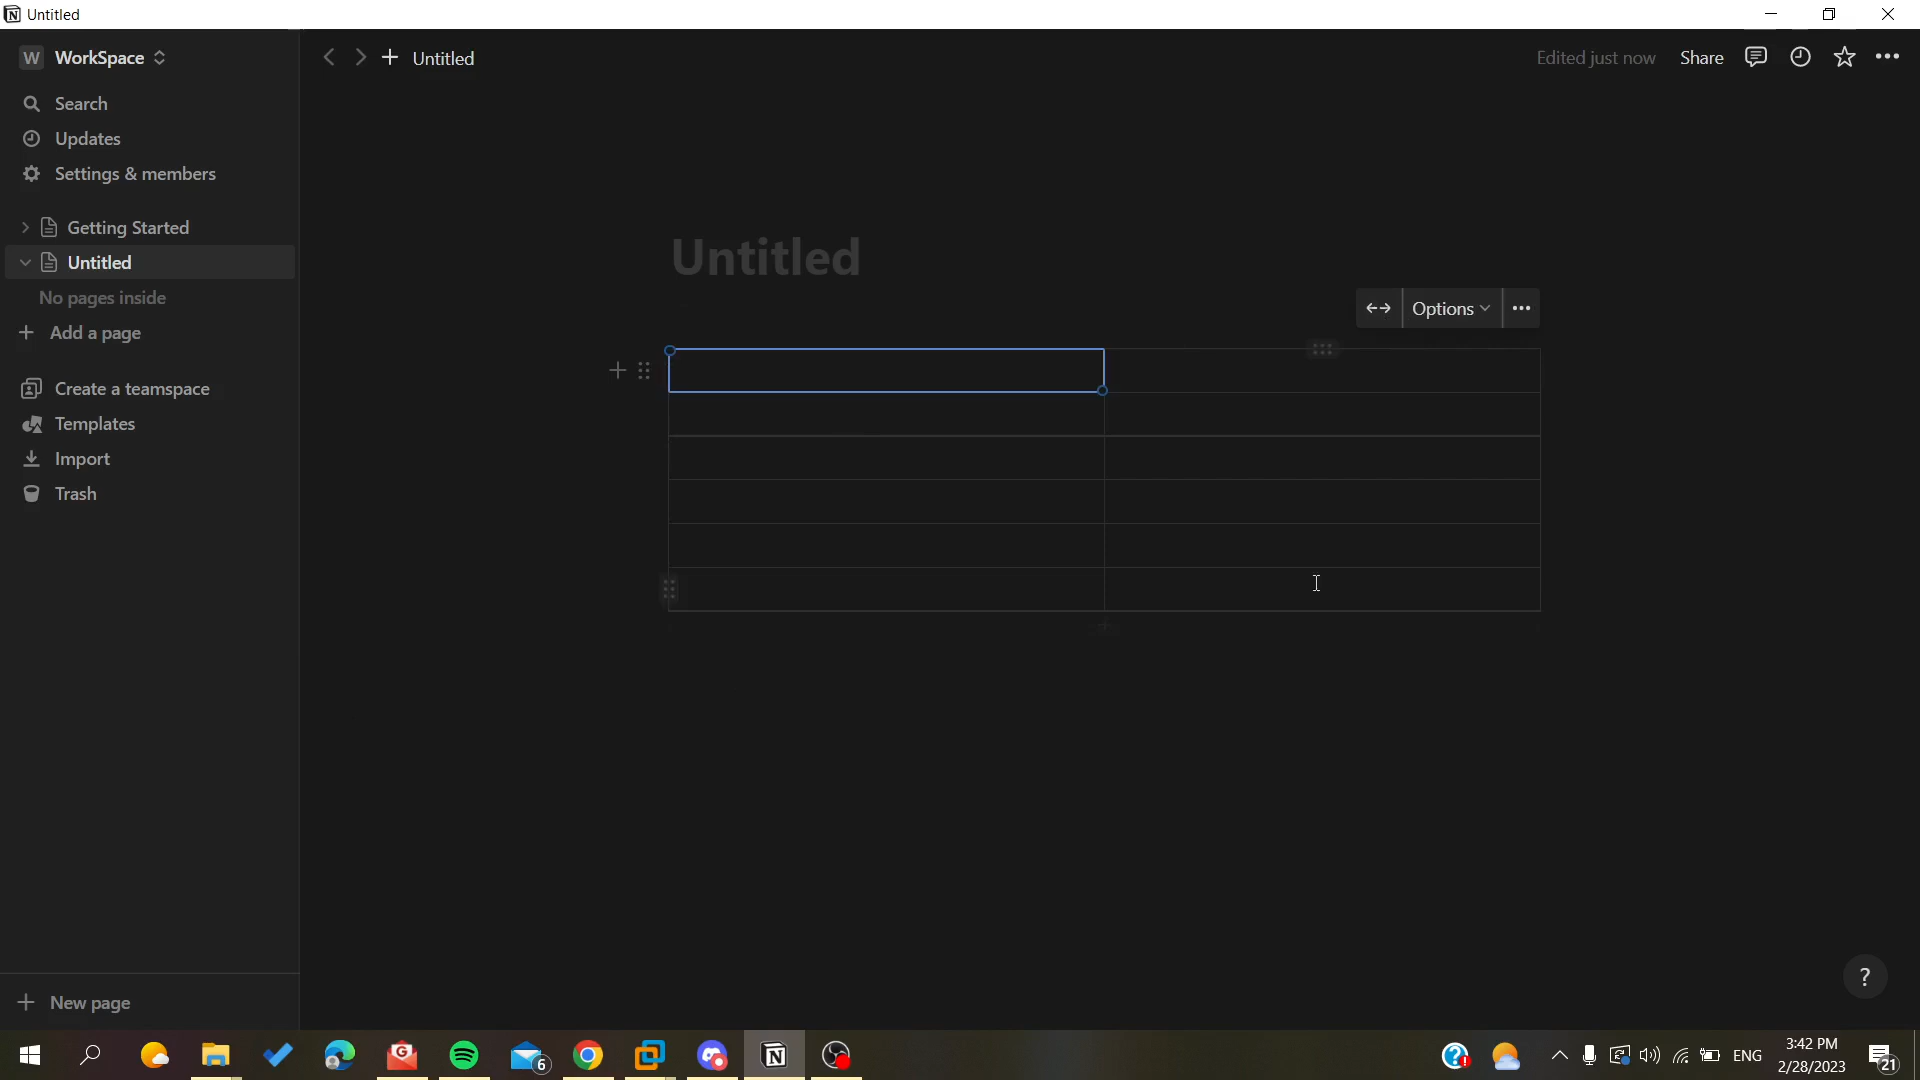 Untitled
W WorkSpace
Untitled
Edited just now
Share
Search
Updates
Settings & members
Getting Started
Untitled
No pages inside
Add a page
Create a teamspace
Templates
Import
Trash
Untitled
Options
?
New page
6
ENG
3:42 PM
2/28/2023
21